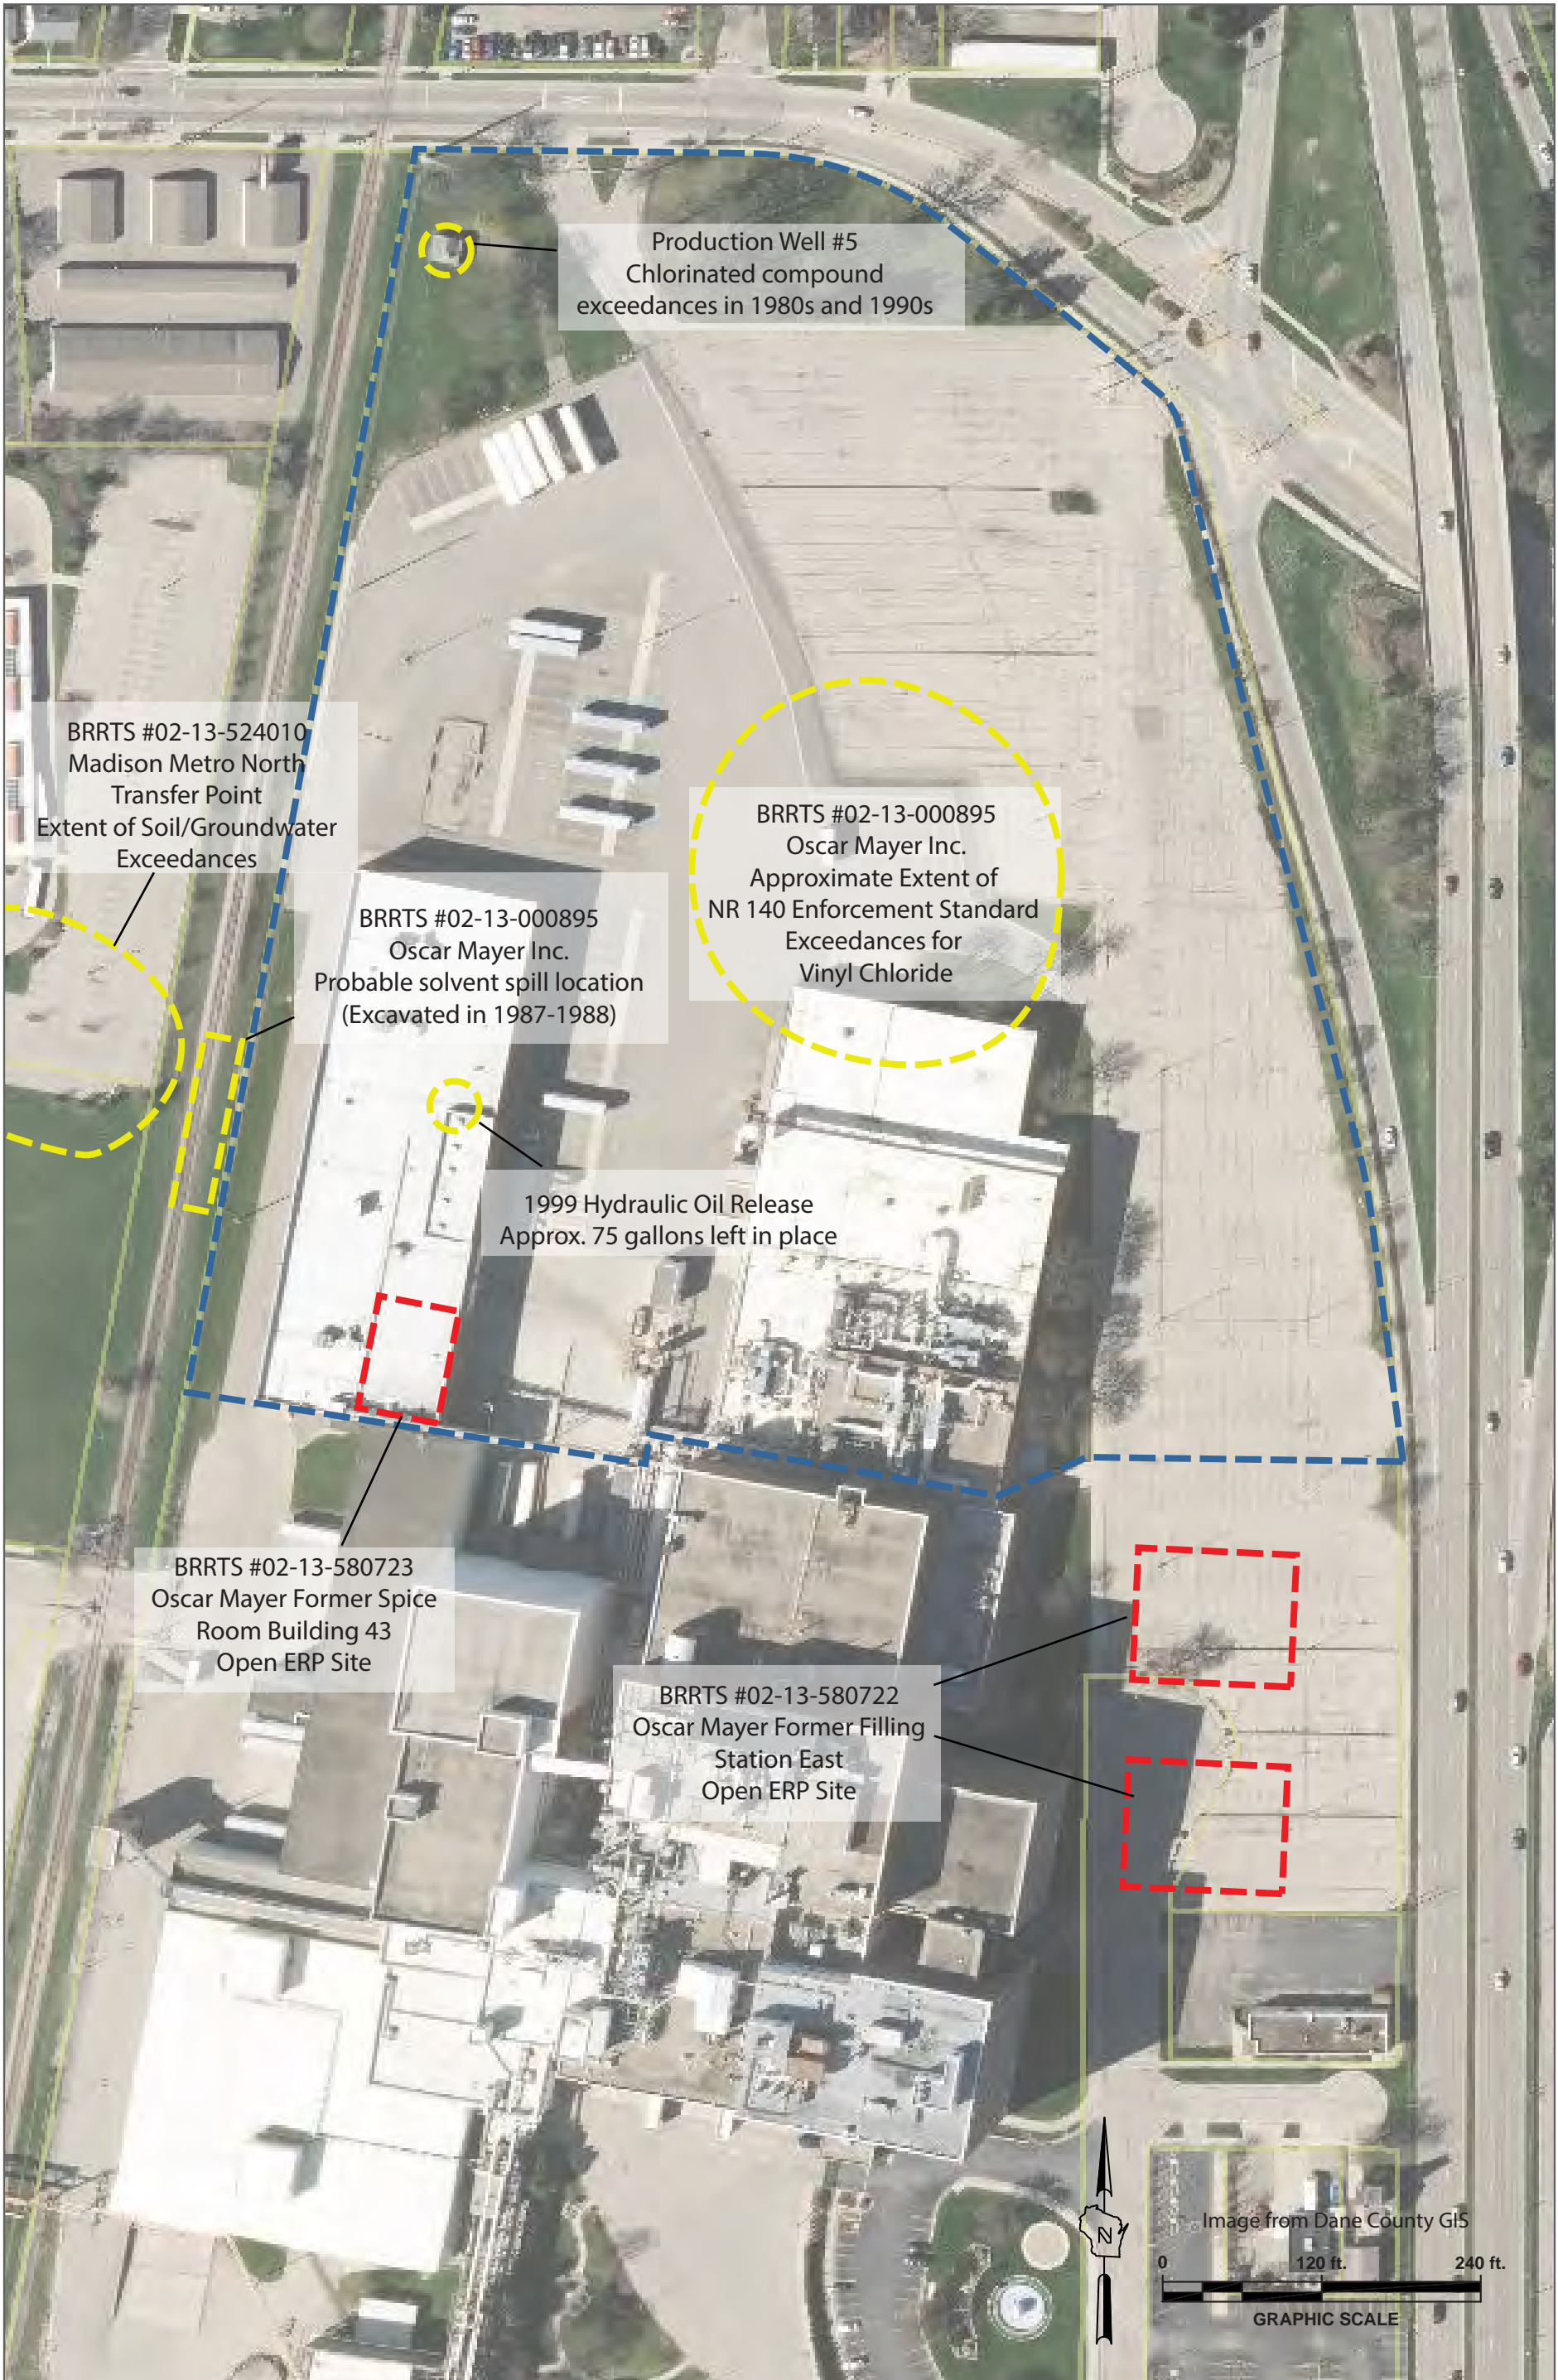 Production Well #5
Chlorinated compound
exceedances in 1980s and 1990s
BRRTS #02-13-524010
Madison Metro North
Transfer Point
Extent of Soil/Groundwater
Exceedances
BRRTS #02-13-000895
Oscar Mayer Inc.
Approximate Extent of
NR 140 Enforcement Standard
Exceedances for
Vinyl Chloride
BRRTS #02-13-000895
Oscar Mayer Inc.
Probable solvent spill location
(Excavated in 1987-1988)
1999 Hydraulic Oil Release
Approx. 75 gallons left in place
BRRTS #02-13-580723
Oscar Mayer Former Spice
Room Building 43
Open ERP Site
BRRTS #02-13-580722
Oscar Mayer Former Filling
Station East
Open ERP Site
N
Image from Dane County GIS
0 120 ft. 240 ft.
GRAPHIC SCALE